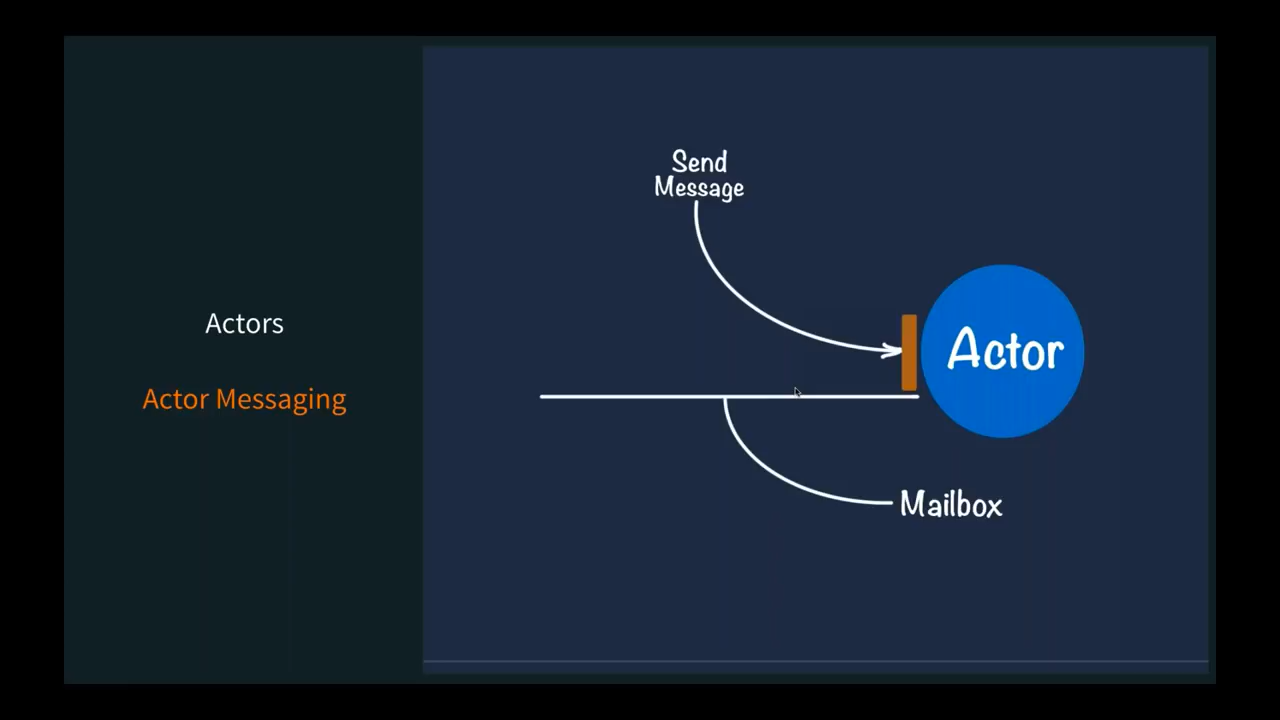 Actors
Actor Messaging
Send
Message
Actor
Mailbox